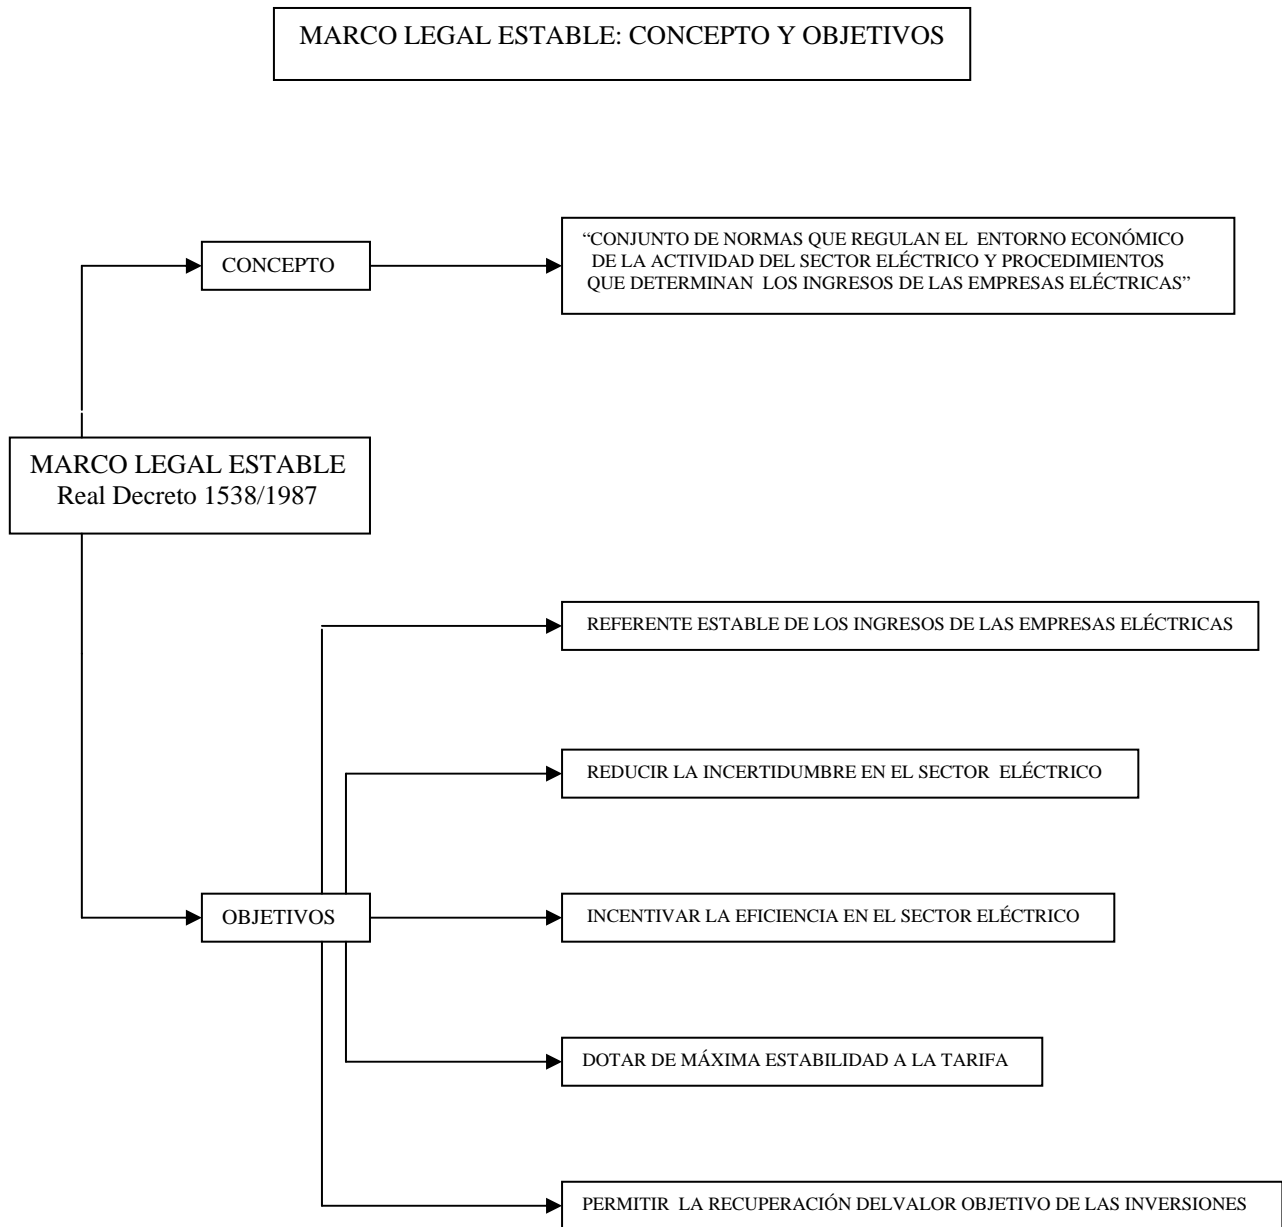 MARCO LEGAL ESTABLE: CONCEPTO Y OBJETIVOS
CONCEPTO
“CONJUNTO DE NORMAS QUE REGULAN EL ENTORNO ECONÓMICO
DE LA ACTIVIDAD DEL SECTOR ELÉCTRICO Y PROCEDIMIENTOS
QUE DETERMINAN LOS INGRESOS DE LAS EMPRESAS ELÉCTRICAS”
MARCO LEGAL ESTABLE
Real Decreto 1538/1987
REFERENTE ESTABLE DE LOS INGRESOS DE LAS EMPRESAS ELÉCTRICAS
REDUCIR LA INCERTIDUMBRE EN EL SECTOR ELÉCTRICO
OBJETIVOS
INCENTIVAR LA EFICIENCIA EN EL SECTOR ELÉCTRICO
DOTAR DE MÁXIMA ESTABILIDAD A LA TARIFA
PERMITIR LA RECUPERACIÓN DELVALOR OBJETIVO DE LAS INVERSIONES